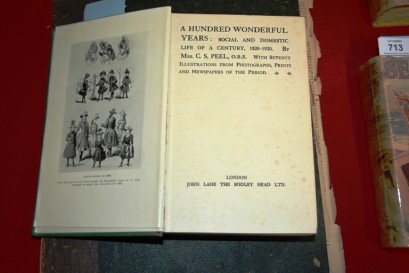 A HUNDRED WONDERFUL
YEARS: SOCIAL AND DOMESTIC
LIFE OF A CENTURY, 1820-1920. BY
MRS. C. S. PEEL, O.B.E. WITH SEVENTY
ILLUSTRATIONS FROM PHOTOGRAPHS, PRINTS
AND NEWSPAPERS OF THE PERIOD
LONDON
JOHN LANE THE BODLEY HEAD LTD.
713